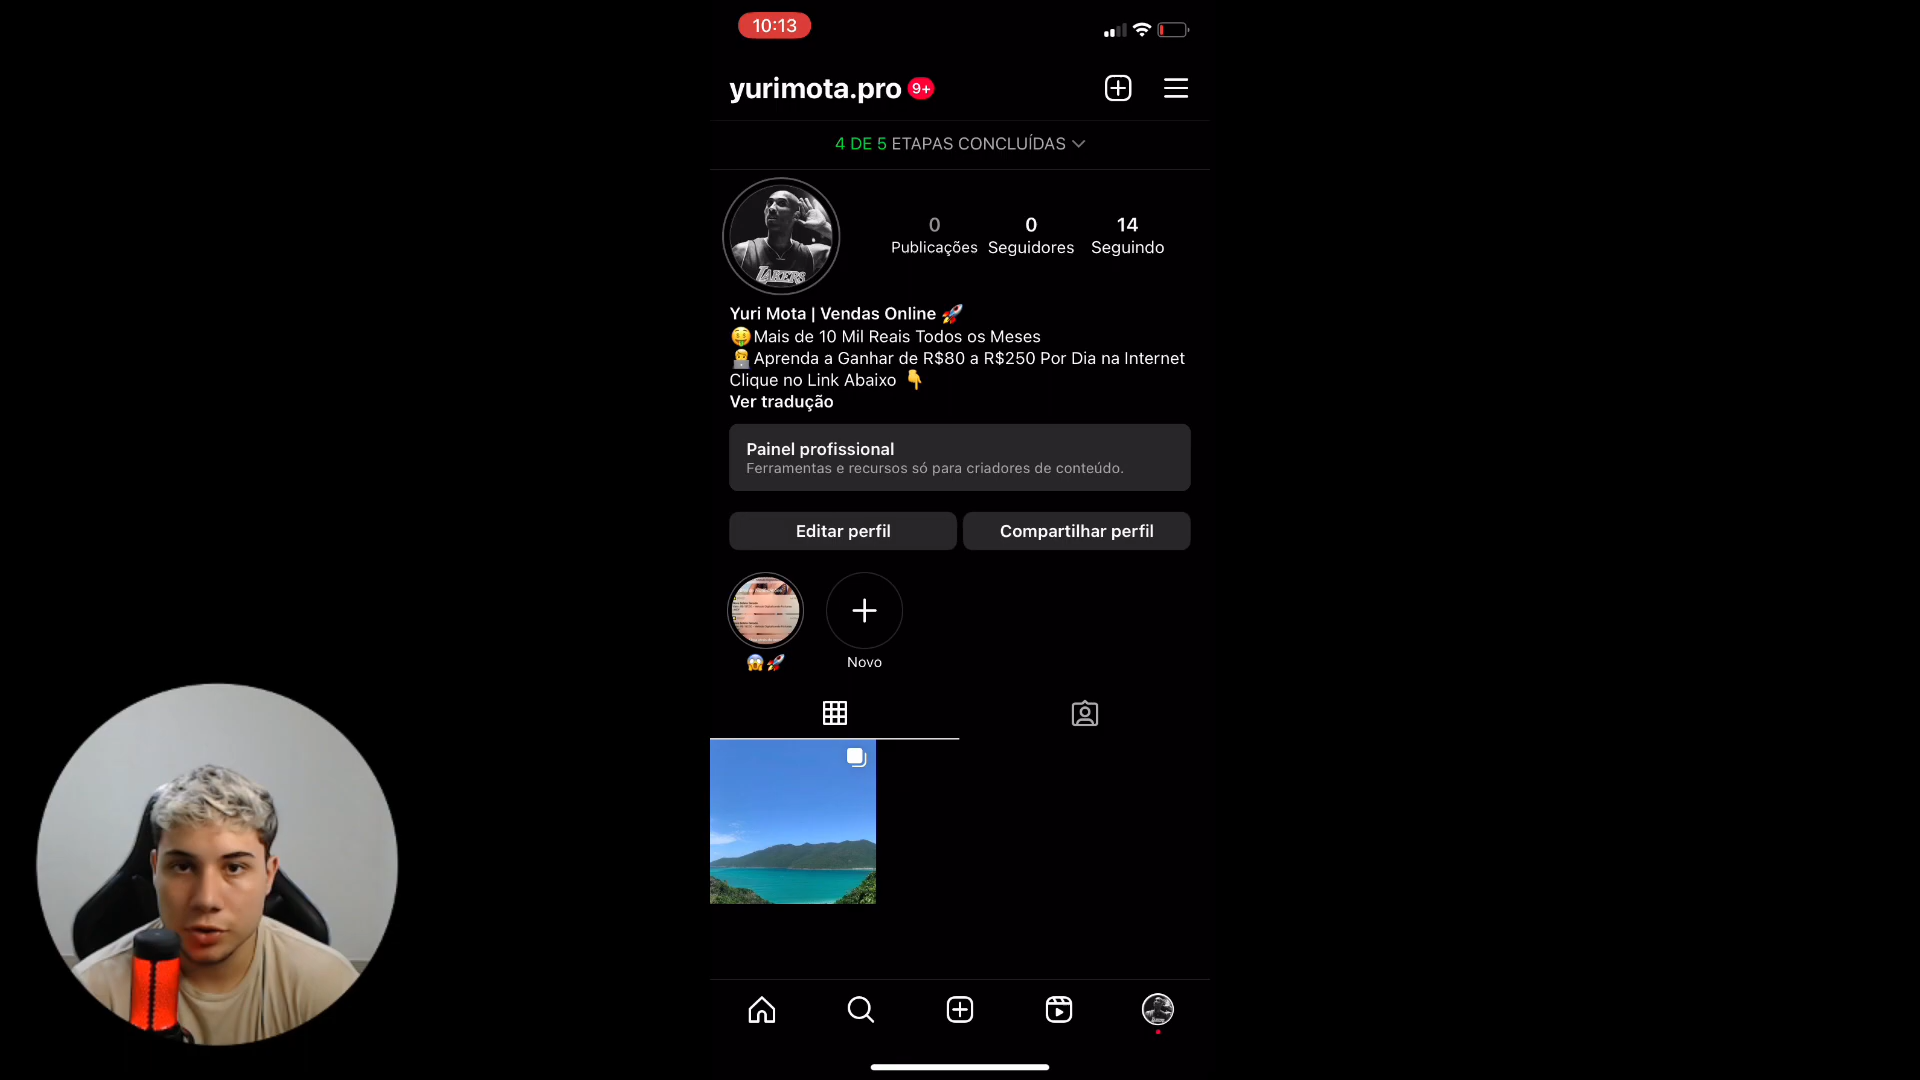 10:13
yurimota.pro 9+
4 DE 5 ETAPAS CONCLUÍDAS
LAKERS
0 0 14
Publicações Seguidores Seguindo
Yuri Mota | Vendas Online 🚀
🤑Mais de 10 Mil Reais Todos os Meses
👨‍💻Aprenda a Ganhar de R$80 a R$250 Por Dia na Internet
Clique no Link Abaixo 👇
Ver tradução
Painel profissional
Ferramentas e recursos só para criadores de conteúdo.
Editar perfil Compartilhar perfil
😱🚀 Novo